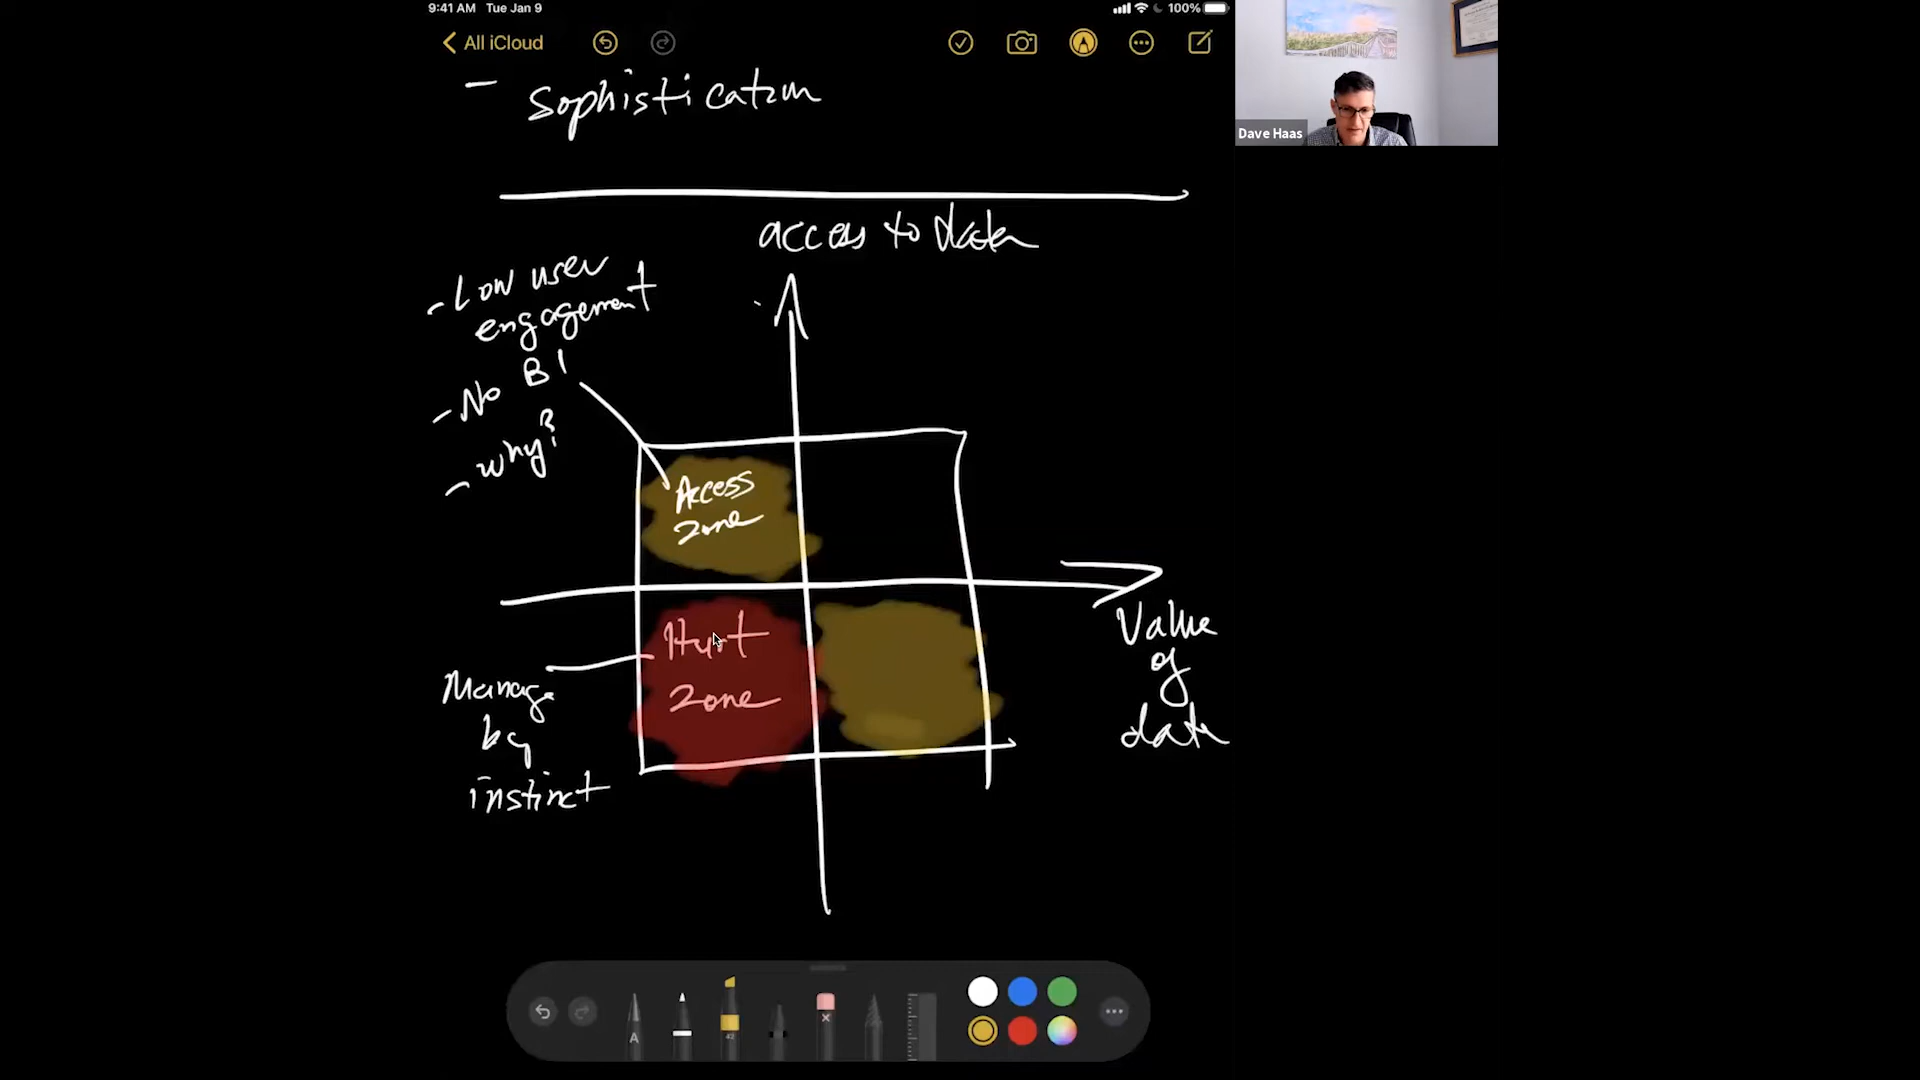 9:41 AM Tue Jan 9
100%
All iCloud
Dave Haas
- Sophistication
access to data
- Low user
engagement
- No BI
- why?
Access
Zone
Hurt
Zone
Manage
by
instinct
Value
of
data
A
42